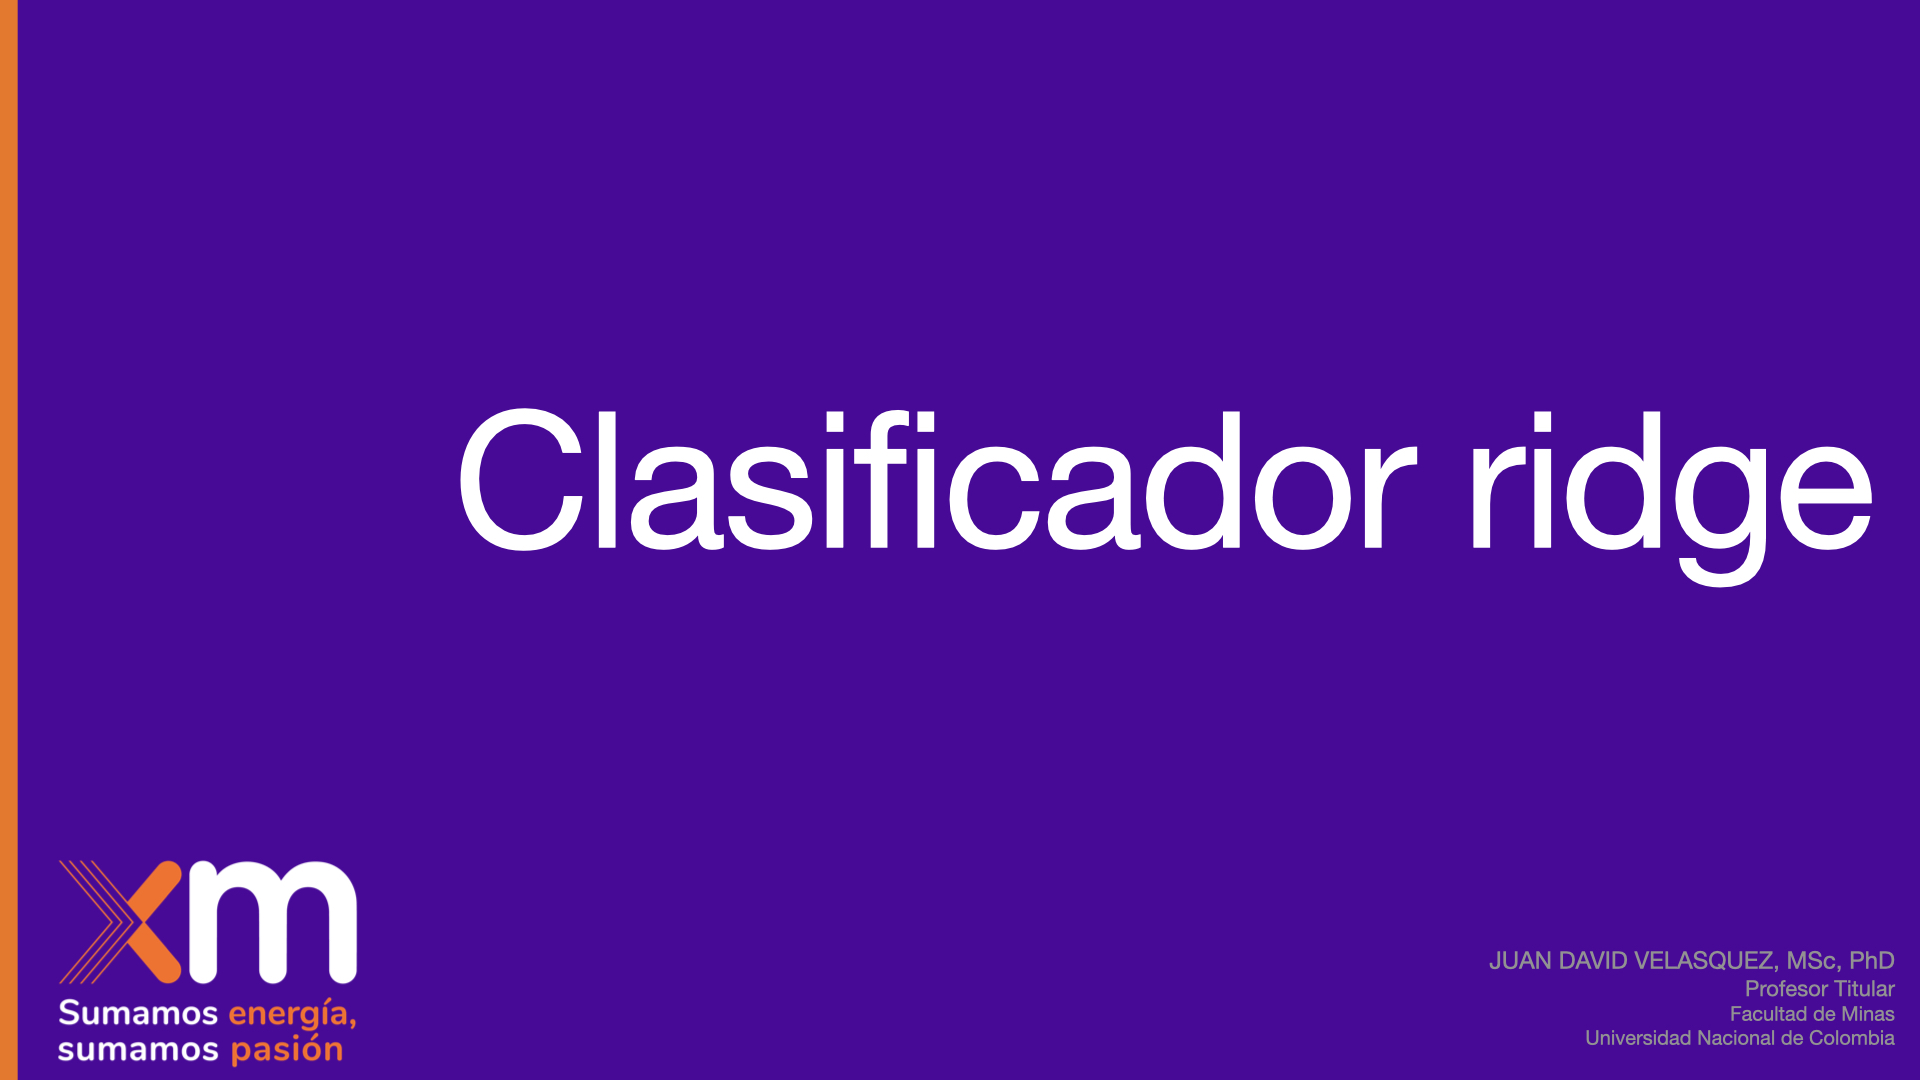 Clasificador ridge
xm
Sumamos energía,
sumamos pasión
JUAN DAVID VELASQUEZ, MSc, PhD
Profesor Titular
Facultad de Minas
Universidad Nacional de Colombia